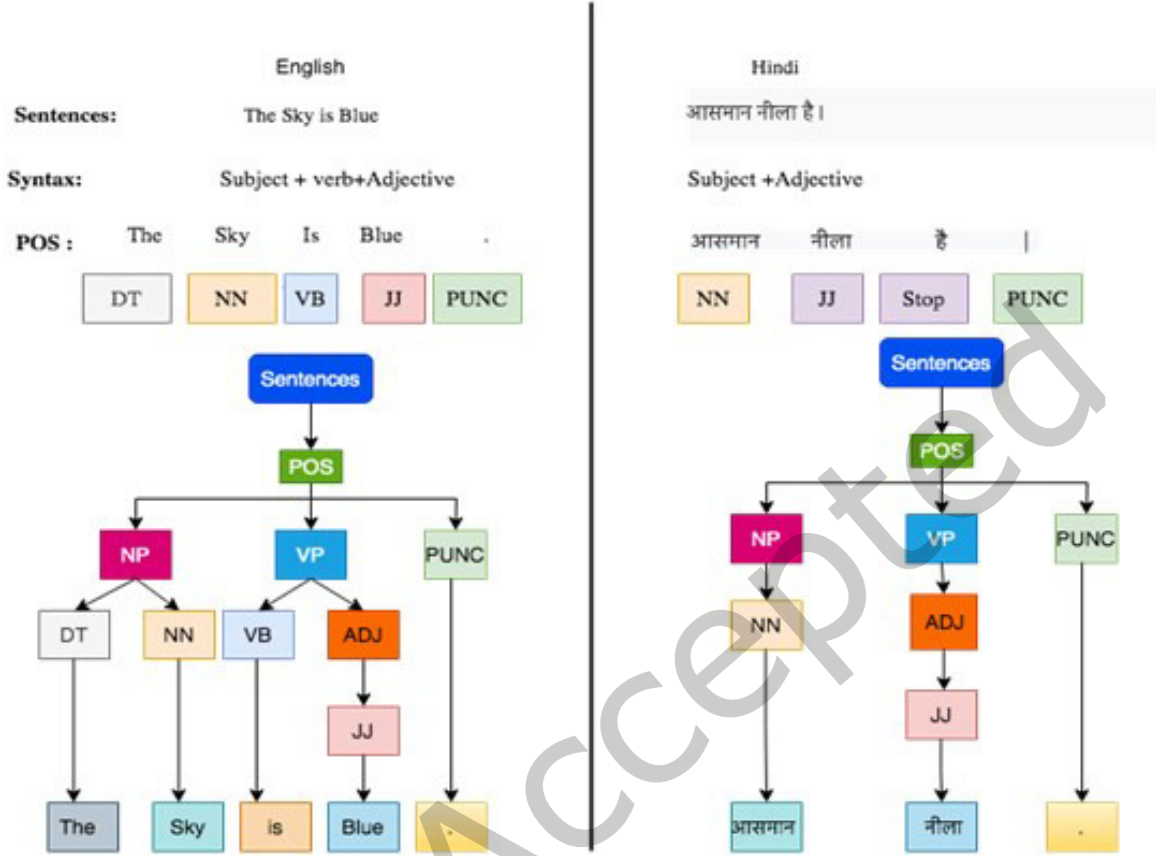 English
Sentences: The Sky is Blue
Syntax: Subject + verb+Adjective
POS : The Sky Is Blue .
DT NN VB JJ PUNC
Sentences
POS
NP VP PUNC
DT NN VB ADJ
JJ
The Sky is Blue .
Hindi
आसमान नीला है।
Subject +Adjective
आसमान नीला है |
NN JJ Stop PUNC
Sentences
POS
NP VP PUNC
NN ADJ
JJ
आसमान नीला .
Accepted